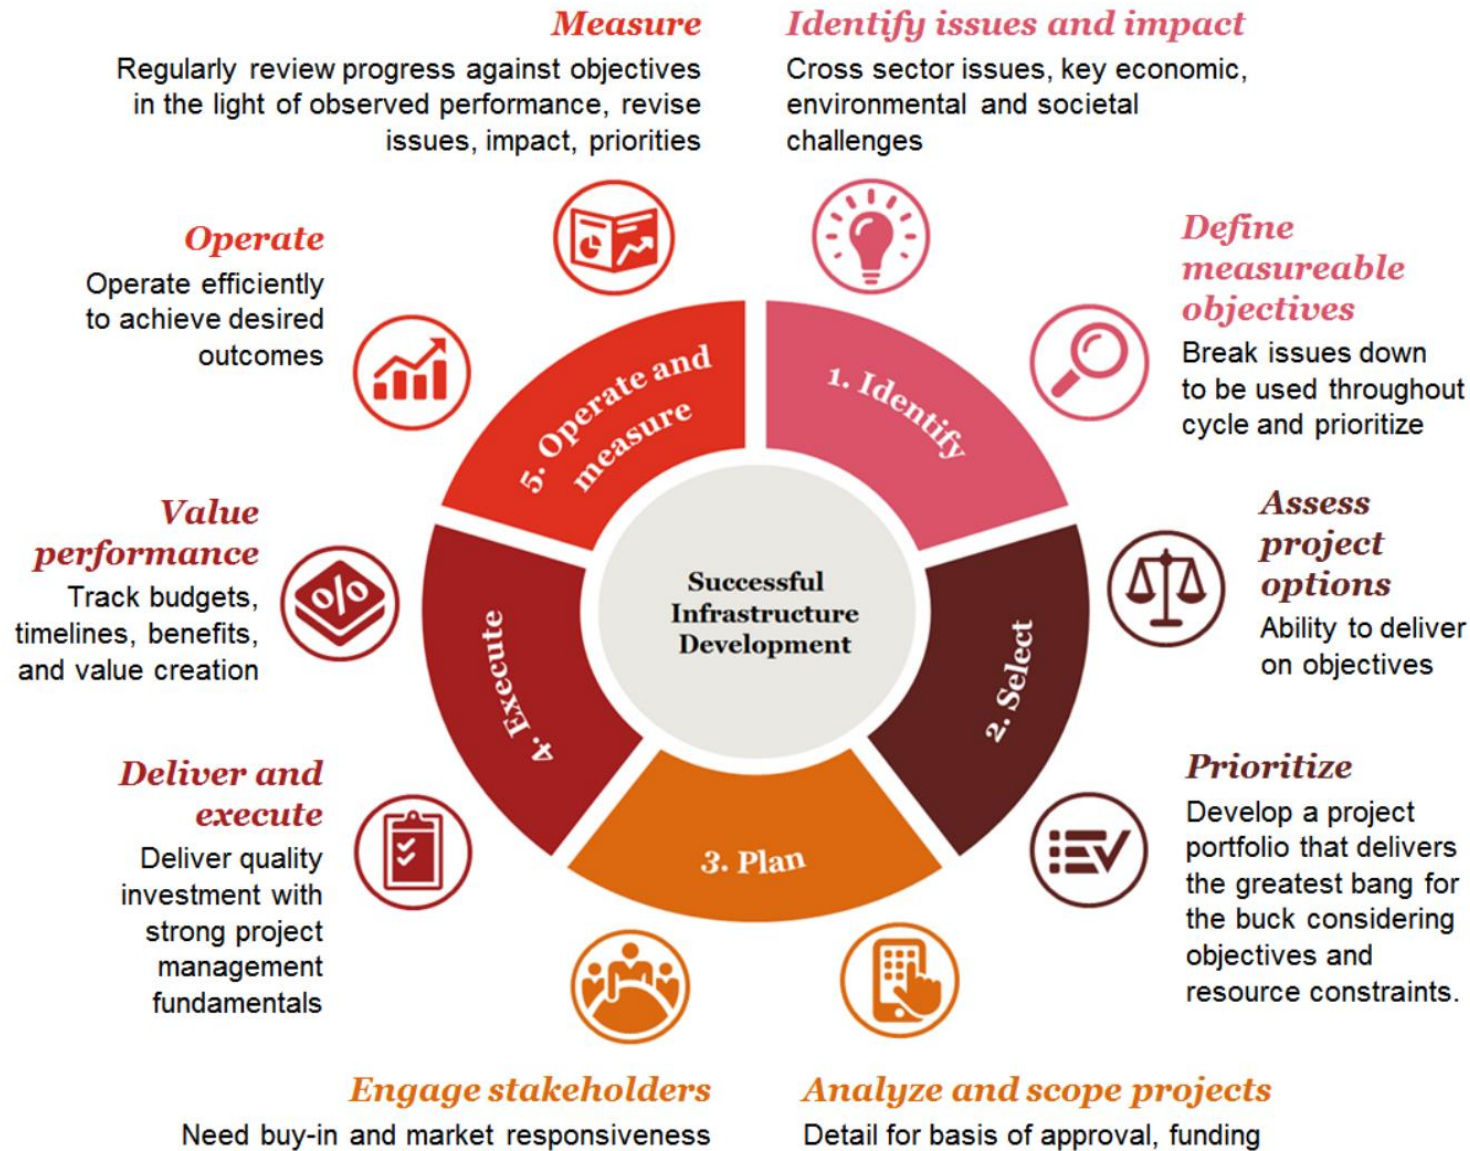 Measure
Regularly review progress against objectives
in the light of observed performance, revise
issues, impact, priorities
Identify issues and impact
Cross sector issues, key economic,
environmental and societal
challenges
Define
measureable
objectives
Break issues down
to be used throughout
cycle and prioritize
Assess
project
options
Ability to deliver
on objectives
Prioritize
Develop a project
portfolio that delivers
the greatest bang for
the buck considering
objectives and
resource constraints.
Analyze and scope projects
Detail for basis of approval, funding
Engage stakeholders
Need buy-in and market responsiveness
Deliver and
execute
Deliver quality
investment with
strong project
management
fundamentals
Value
performance
Track budgets,
timelines, benefits,
and value creation
%
Operate
Operate efficiently
to achieve desired
outcomes
1. Identify
2. Select
3. Plan
4. Execute
5. Operate and
measure
Successful
Infrastructure
Development